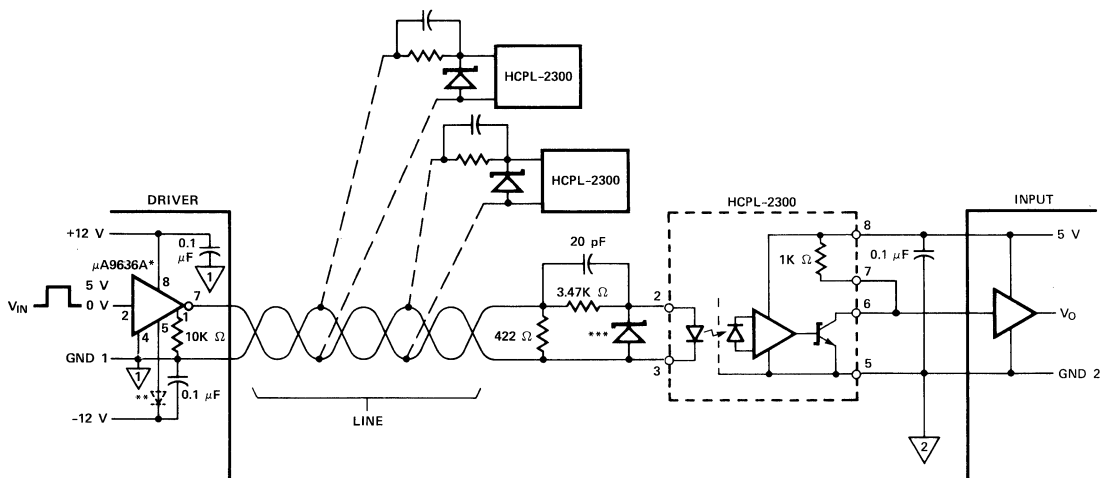 HCPL-2300
HCPL-2300
DRIVER
HCPL-2300
INPUT
+12 V
0.1
µF
1
µA9636A*
8
5 V
VIN
0 V
2
7
1
5
4
10K Ω
GND 1
1
**
0.1 µF
-12 V
LINE
20 pF
3.47K Ω
422 Ω
***
2
3
8
1K Ω
7
6
5
0.1 µF
5 V
VO
GND 2
2